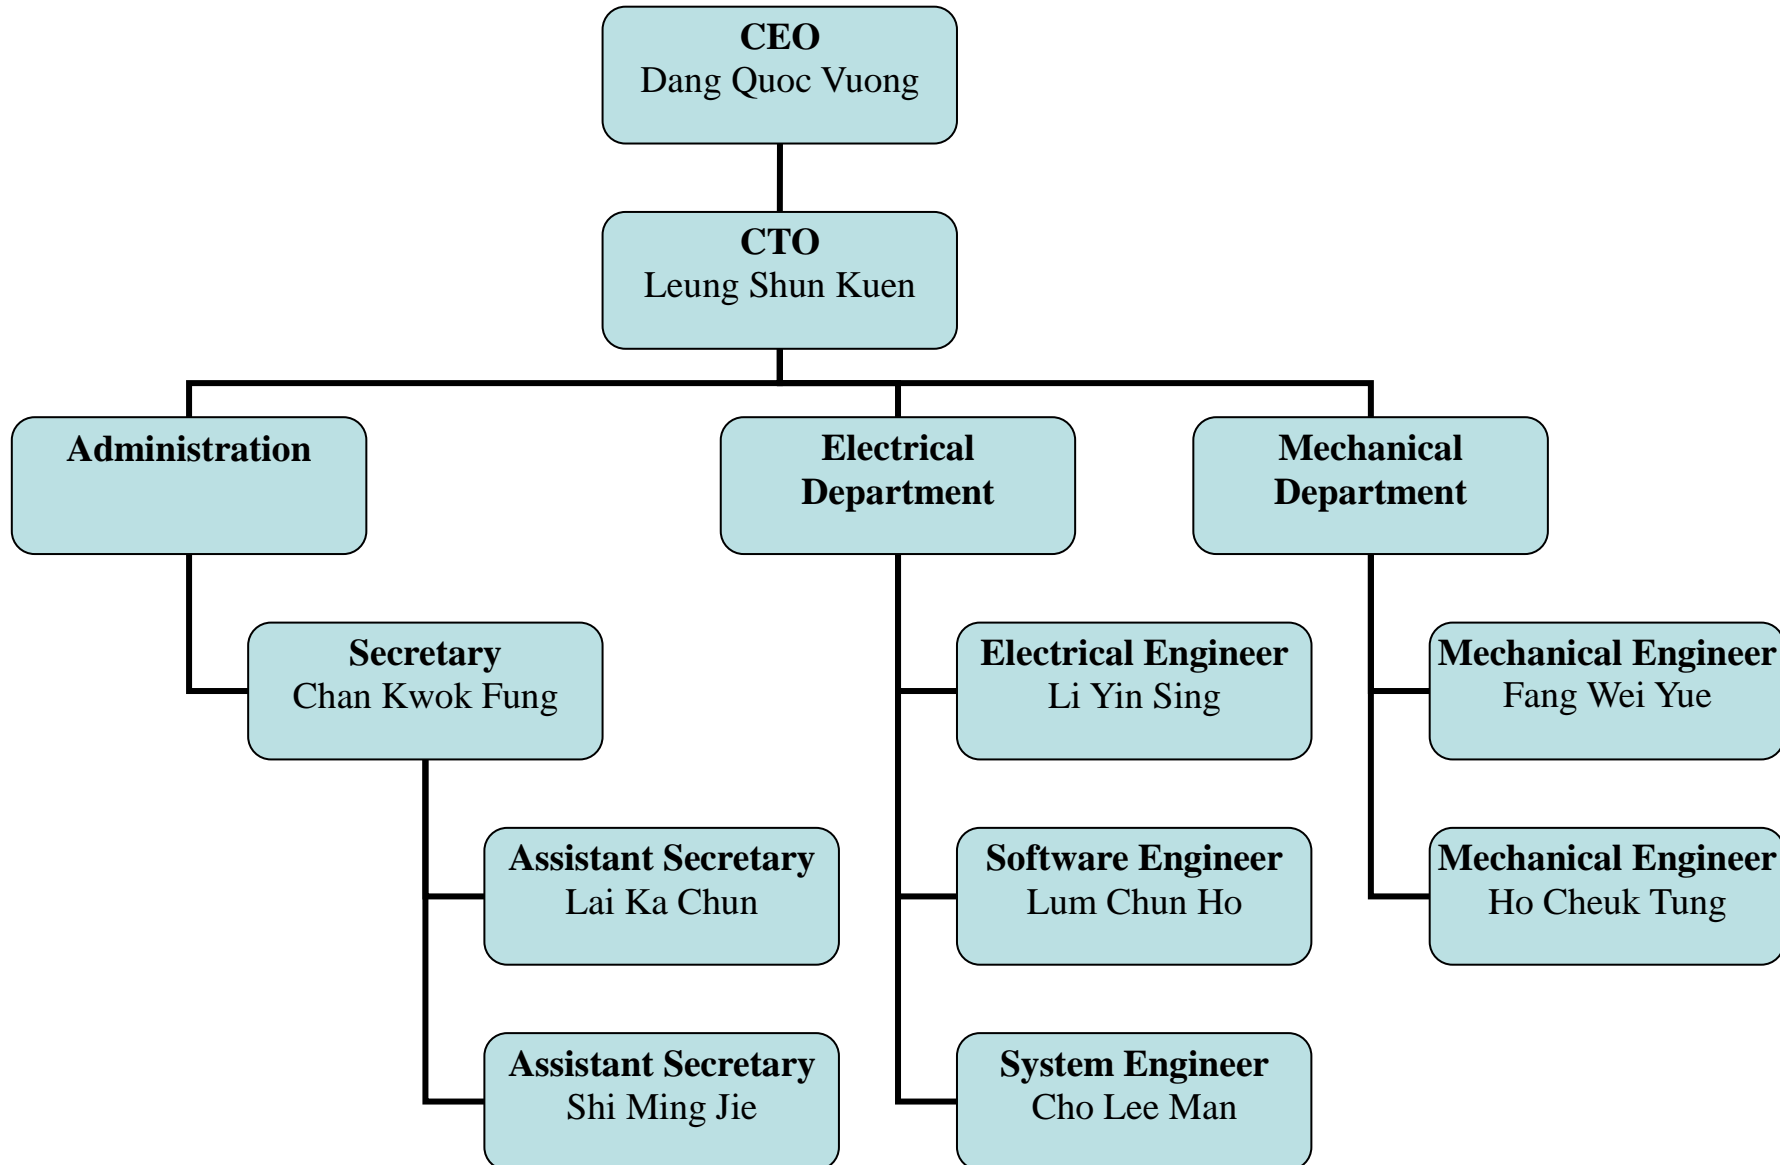 CEO
Dang Quoc Vuong
CTO
Leung Shun Kuen
Administration
Electrical
Department
Mechanical
Department
Secretary
Chan Kwok Fung
Electrical Engineer
Li Yin Sing
Mechanical Engineer
Fang Wei Yue
Assistant Secretary
Lai Ka Chun
Software Engineer
Lum Chun Ho
Mechanical Engineer
Ho Cheuk Tung
Assistant Secretary
Shi Ming Jie
System Engineer
Cho Lee Man